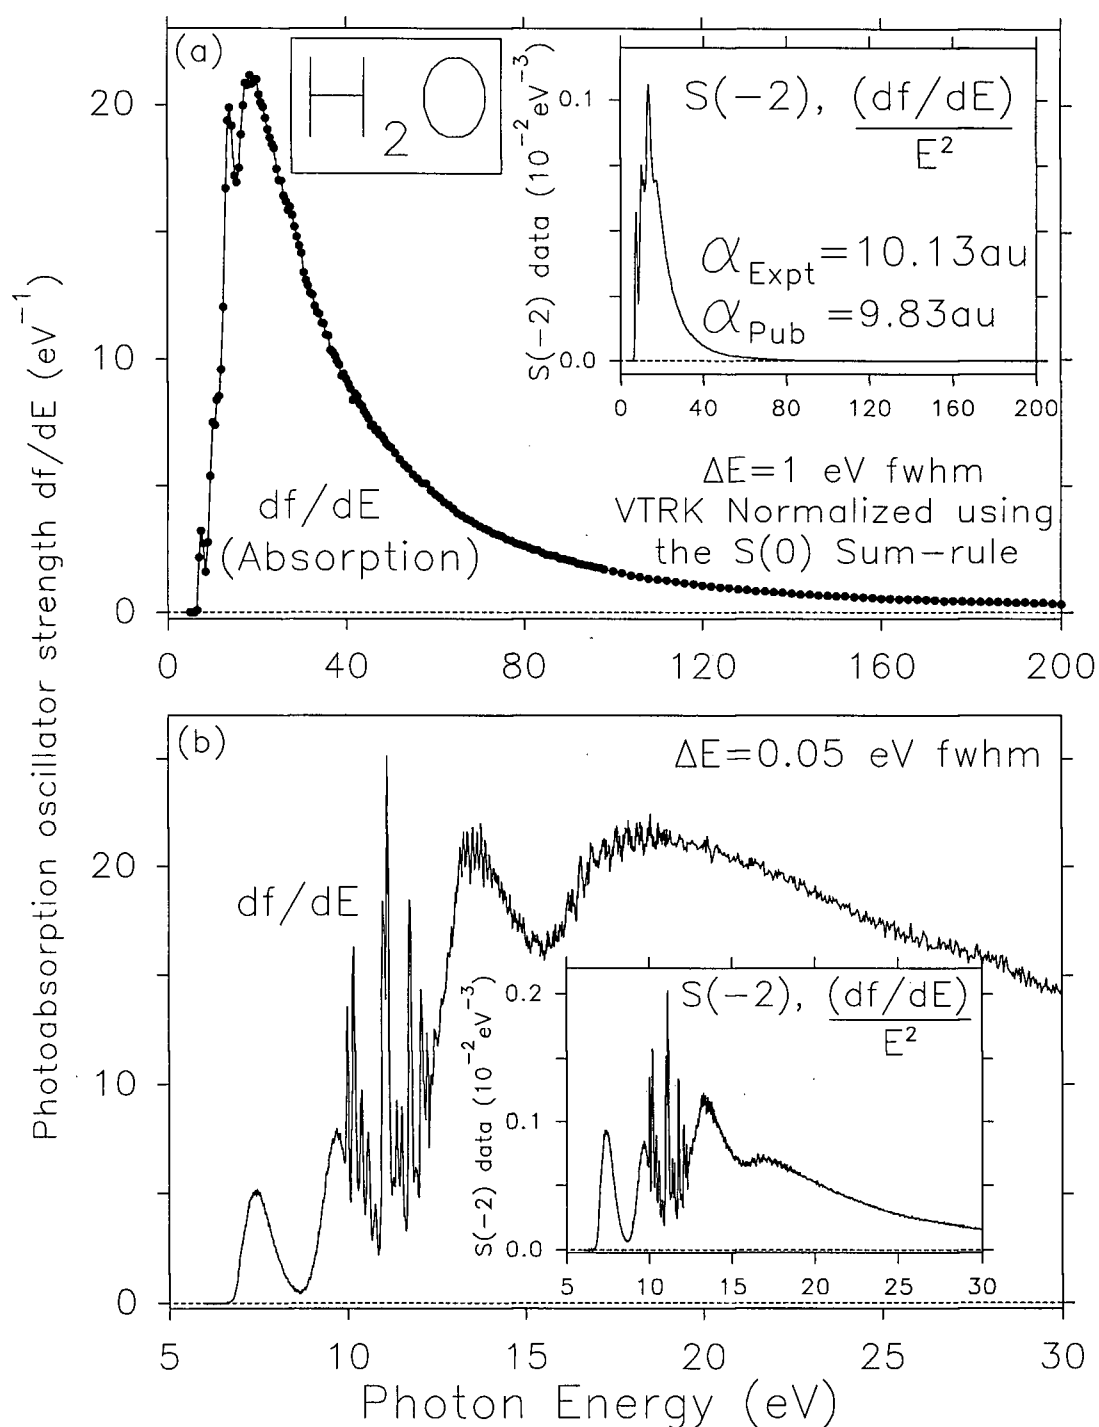 Photoabsorption oscillator strength df/dE (eV⁻¹)
(a)
H₂O
20
10
0
df/dE
(Absorption)
S(−2) data (10⁻² eV⁻³)
0.1
0.0
S(−2), (df/dE)
E²
αExpt=10.13au
αPub =9.83au
0 40 80 120 160 200
ΔE=1 eV fwhm
VTRK Normalized using
the S(0) Sum−rule
0 40 80 120 160 200
(b)
ΔE=0.05 eV fwhm
20
10
0
df/dE
S(−2) data (10⁻² eV⁻³)
0.2
0.1
0.0
S(−2), (df/dE)
E²
5 10 15 20 25 30
5 10 15 20 25 30
Photon Energy (eV)